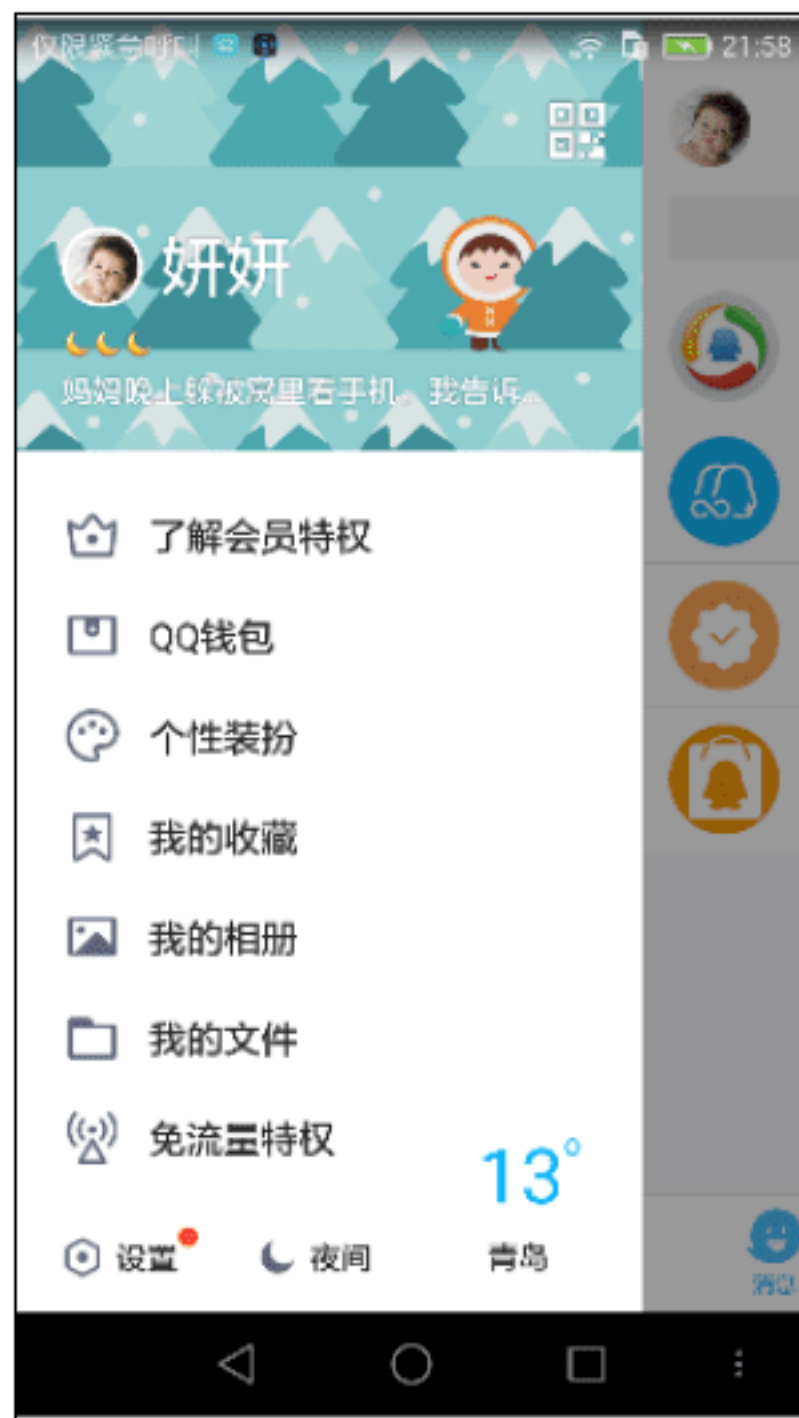 仅限紧急呼叫 21:58
妍妍
妈妈晚上躲被窝里看手机，我告诉...
了解会员特权
QQ钱包
个性装扮
我的收藏
我的相册
我的文件
免流量特权
13°
设置 夜间 青岛
消息